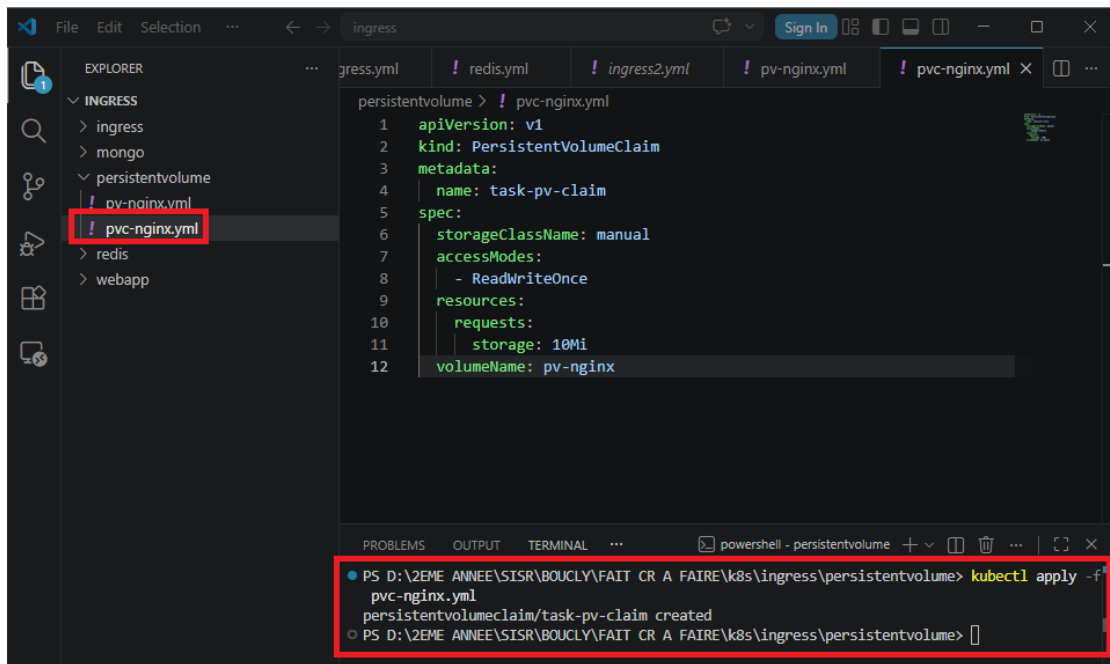 File Edit Selection ··· ingress Sign In
EXPLORER ···
gress.yml ! redis.yml ! ingress2.yml ! pv-nginx.yml ! pvc-nginx.yml ···
1
INGRESS
ingress
mongo
persistentvolume
! pv-nginx.yml
! pvc-nginx.yml
redis
webapp
persistentvolume > ! pvc-nginx.yml
1 apiVersion: v1
2 kind: PersistentVolumeClaim
3 metadata:
4 name: task-pv-claim
5 spec:
6 storageClassName: manual
7 accessModes:
8 - ReadWriteOnce
9 resources:
10 requests:
11 storage: 10Mi
12 volumeName: pv-nginx
PROBLEMS OUTPUT TERMINAL ··· powershell - persistentvolume ···
PS D:\2EME ANNEE\SISR\BOUCLY\FAIT CR A FAIRE\k8s\ingress\persistentvolume> kubectl apply -f
pvc-nginx.yml
persistentvolumeclaim/task-pv-claim created
PS D:\2EME ANNEE\SISR\BOUCLY\FAIT CR A FAIRE\k8s\ingress\persistentvolume>